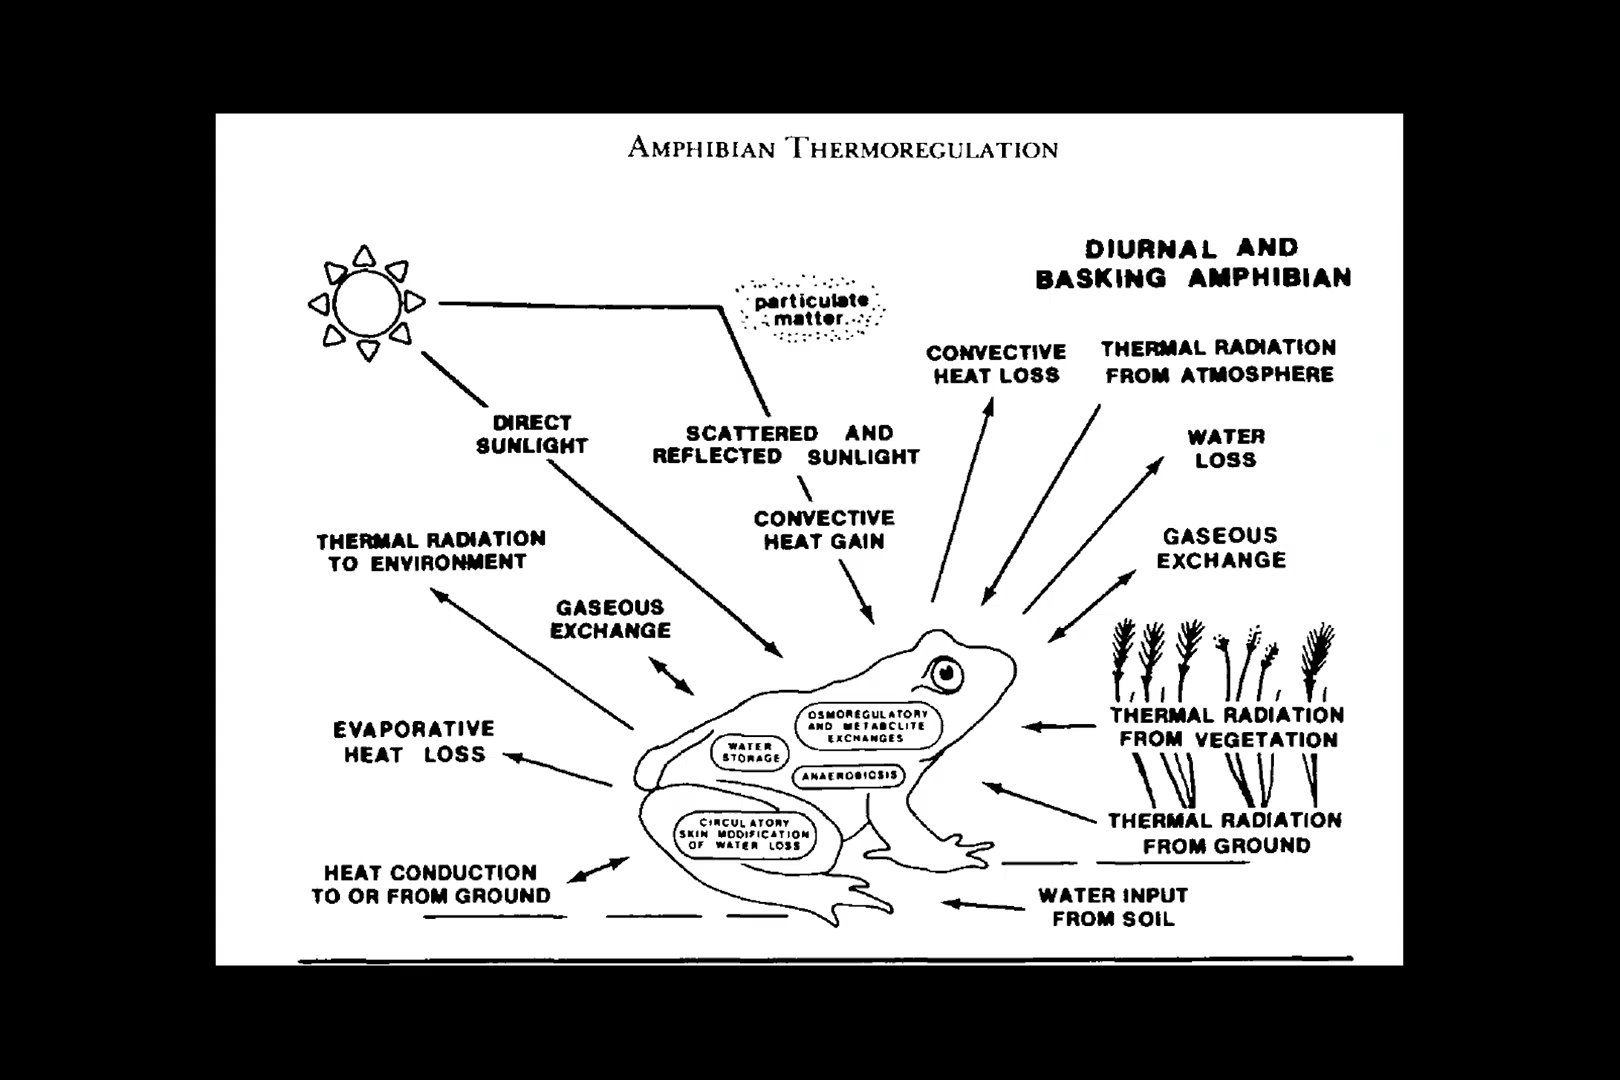 AMPHIBIAN THERMOREGULATION
DIURNAL AND
BASKING AMPHIBIAN
particulate
matter
CONVECTIVE
HEAT LOSS
THERMAL RADIATION
FROM ATMOSPHERE
DIRECT
SUNLIGHT
SCATTERED AND
REFLECTED SUNLIGHT
WATER
LOSS
CONVECTIVE
HEAT GAIN
THERMAL RADIATION
TO ENVIRONMENT
GASEOUS
EXCHANGE
GASEOUS
EXCHANGE
EVAPORATIVE
HEAT LOSS
OSMOREGULATORY
AND METABOLITE
EXCHANGES
WATER
STORAGE
ANAEROBIOSIS
THERMAL RADIATION
FROM VEGETATION
CIRCULATORY
SKIN MODIFICATION
OF WATER LOSS
THERMAL RADIATION
FROM GROUND
HEAT CONDUCTION
TO OR FROM GROUND
WATER INPUT
FROM SOIL